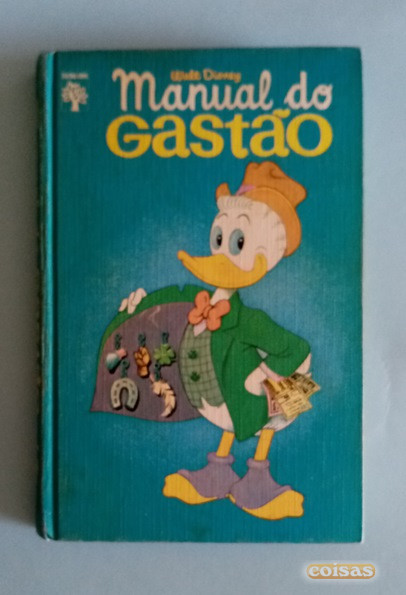 Walt Disney
Manual do
Gastão
coisas